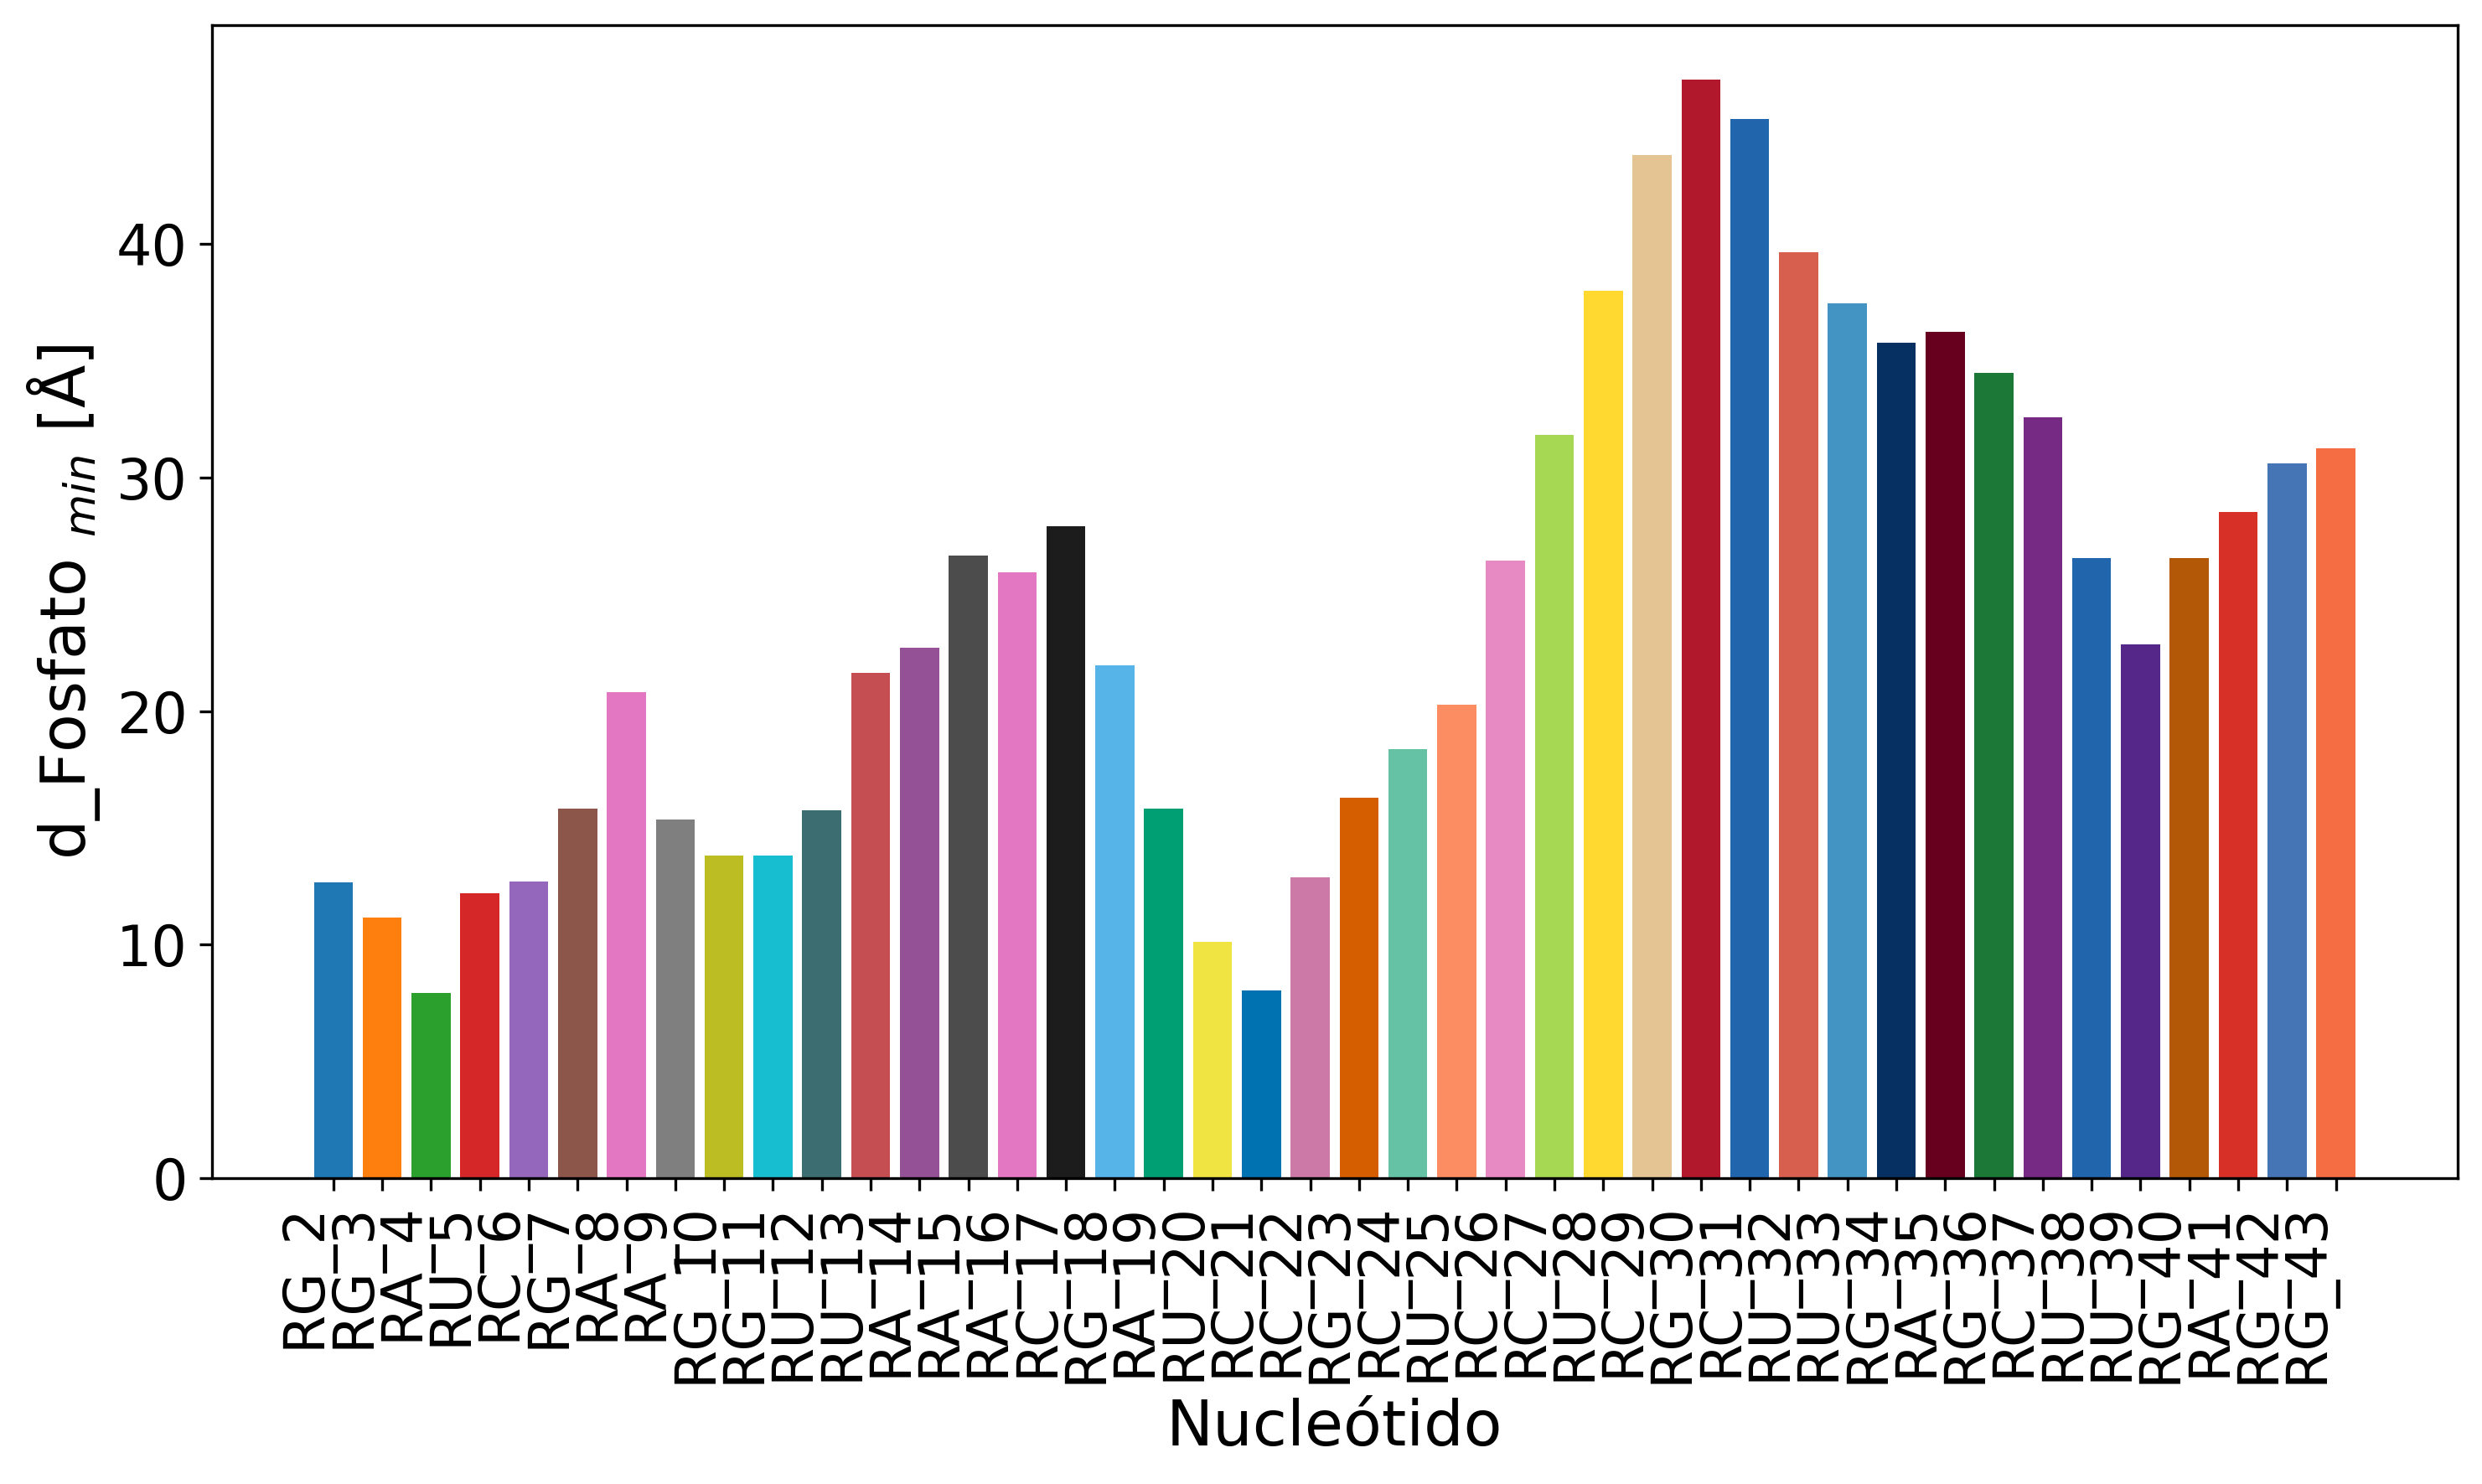 d_Fosfato min [Å]
40
30
20
10
0
RG_2
RG_3
RA_4
RU_5
RC_6
RG_7
RA_8
RA_9
RG_10
RG_11
RU_12
RU_13
RA_14
RA_15
RA_16
RC_17
RG_18
RA_19
RU_20
RC_21
RC_22
RG_23
RC_24
RU_25
RC_26
RC_27
RU_28
RC_29
RG_30
RC_31
RU_32
RU_33
RG_34
RA_35
RG_36
RC_37
RU_38
RU_39
RG_40
RA_41
RG_42
RG_43
Nucleótido